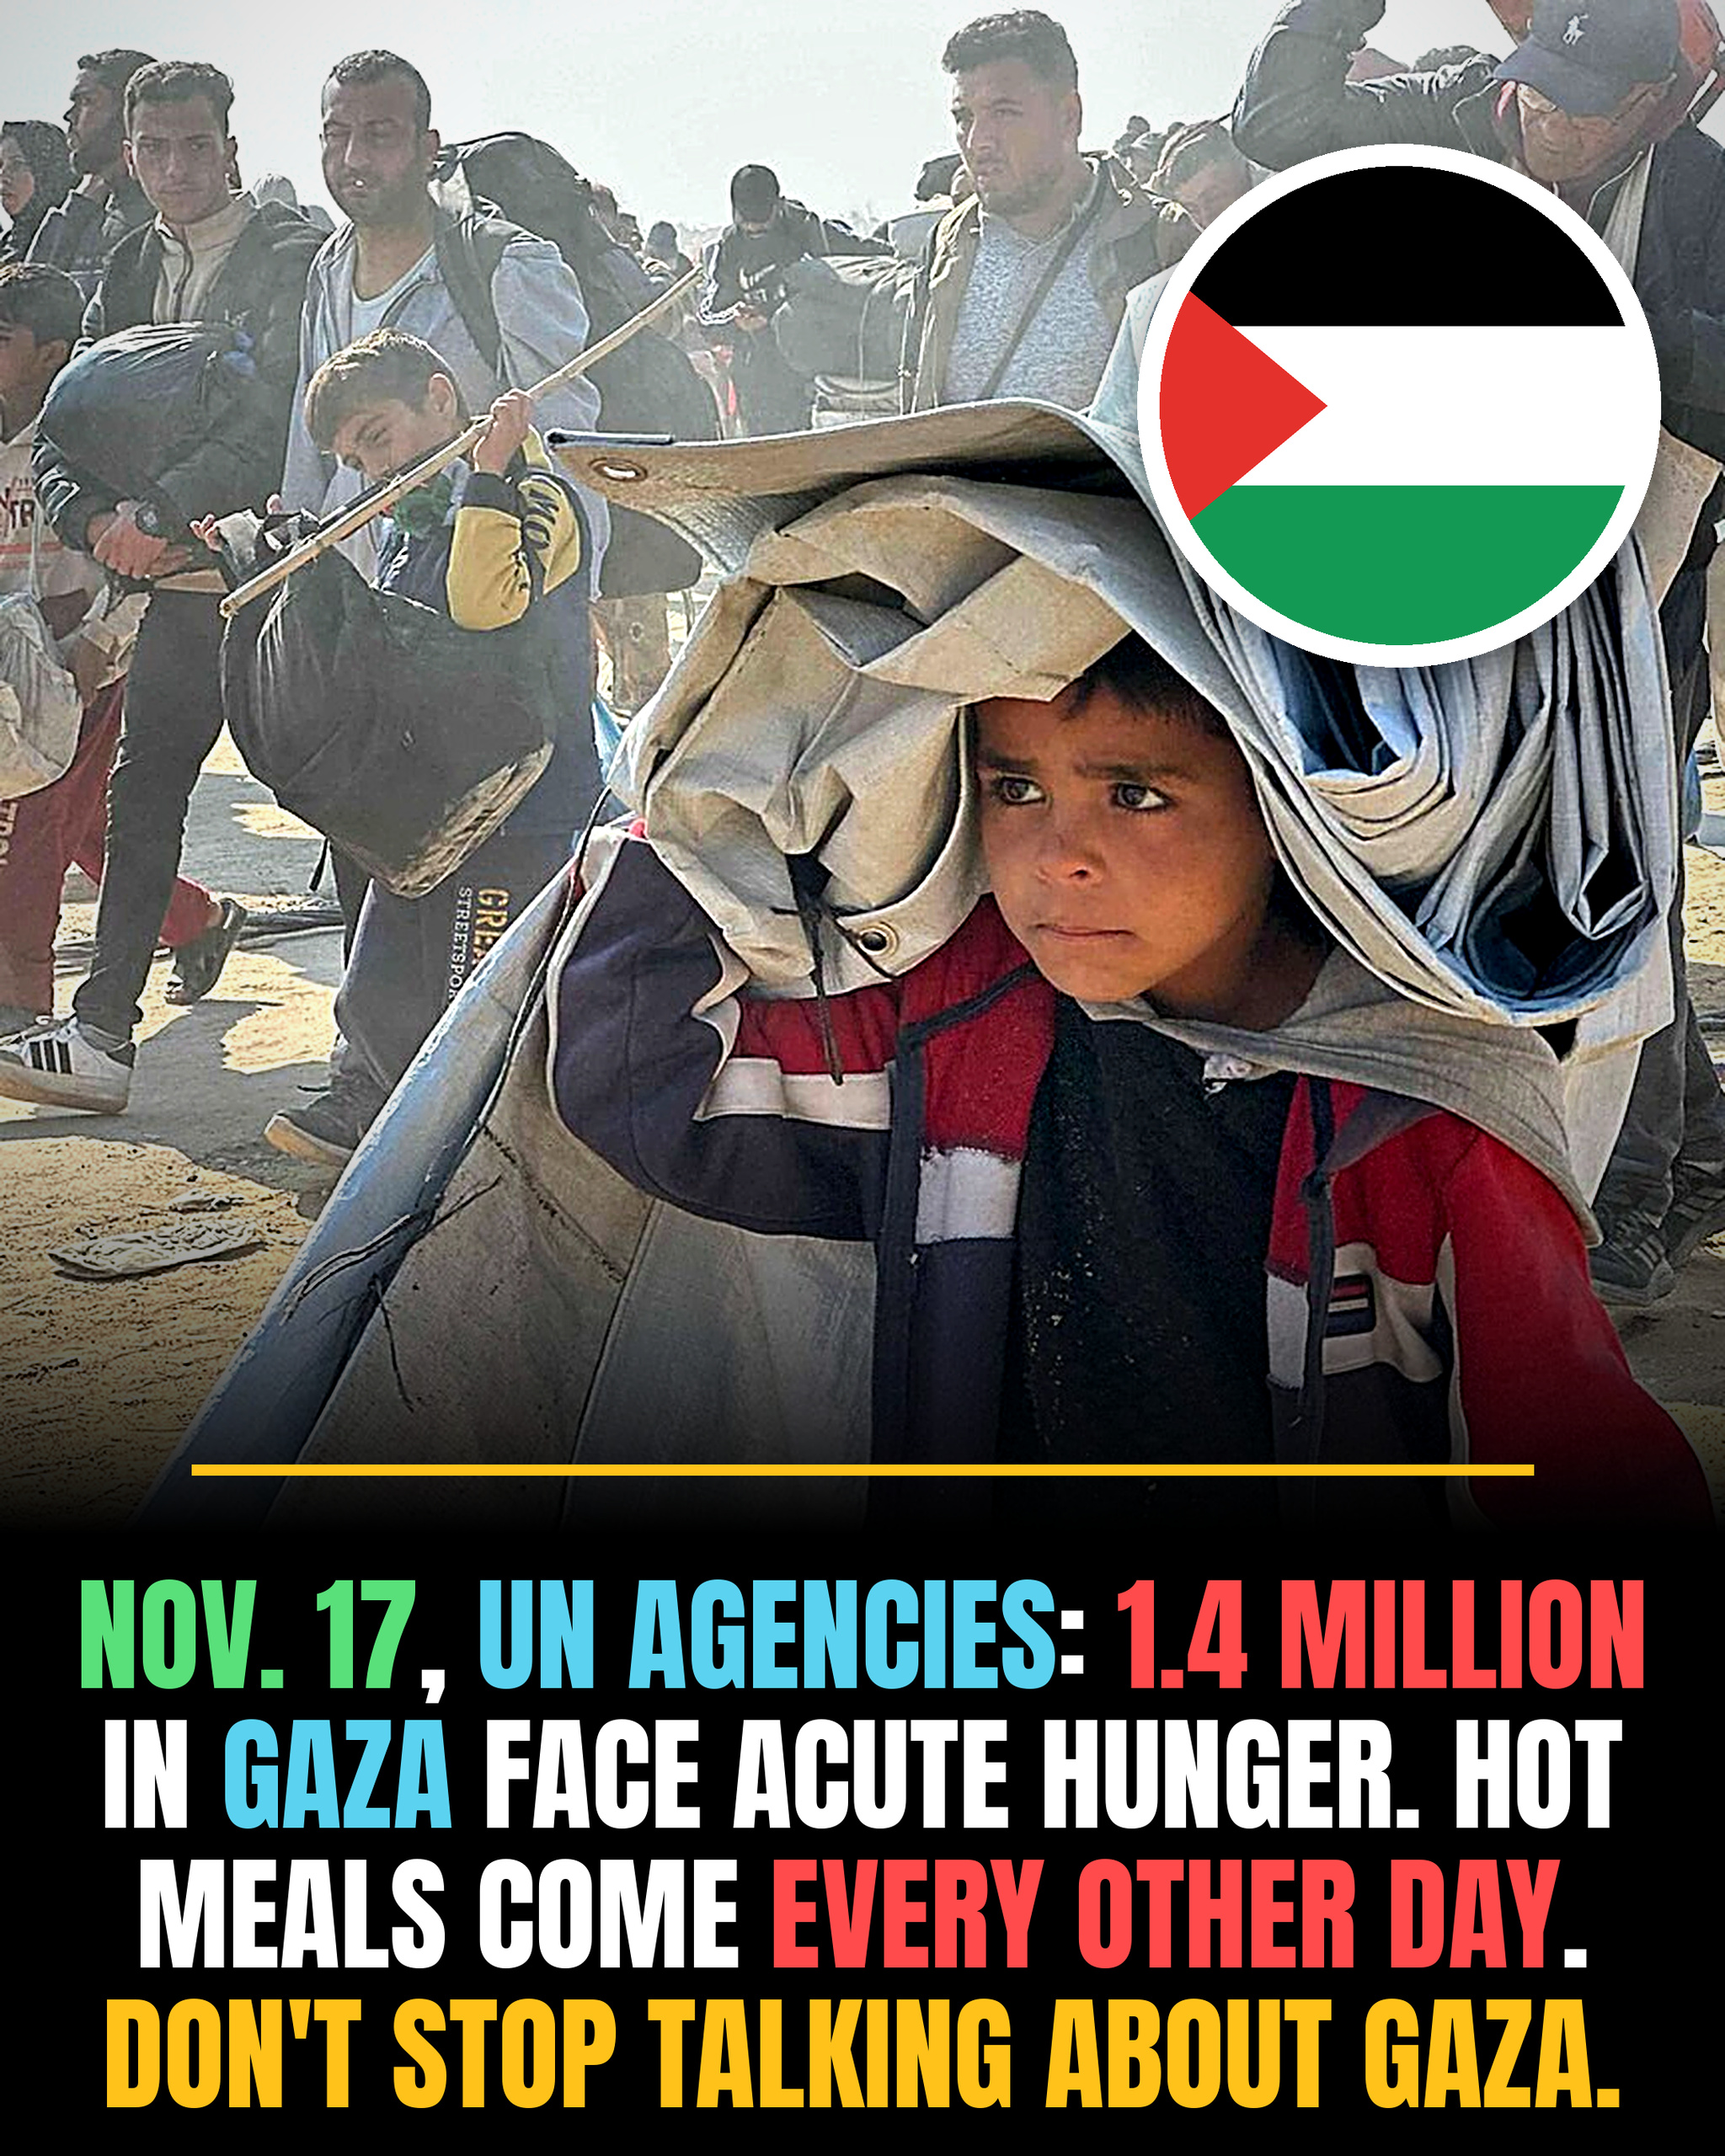 NOV. 17, UN AGENCIES: 1.4 MILLION
IN GAZA FACE ACUTE HUNGER. HOT
MEALS COME EVERY OTHER DAY.
DON'T STOP TALKING ABOUT GAZA.